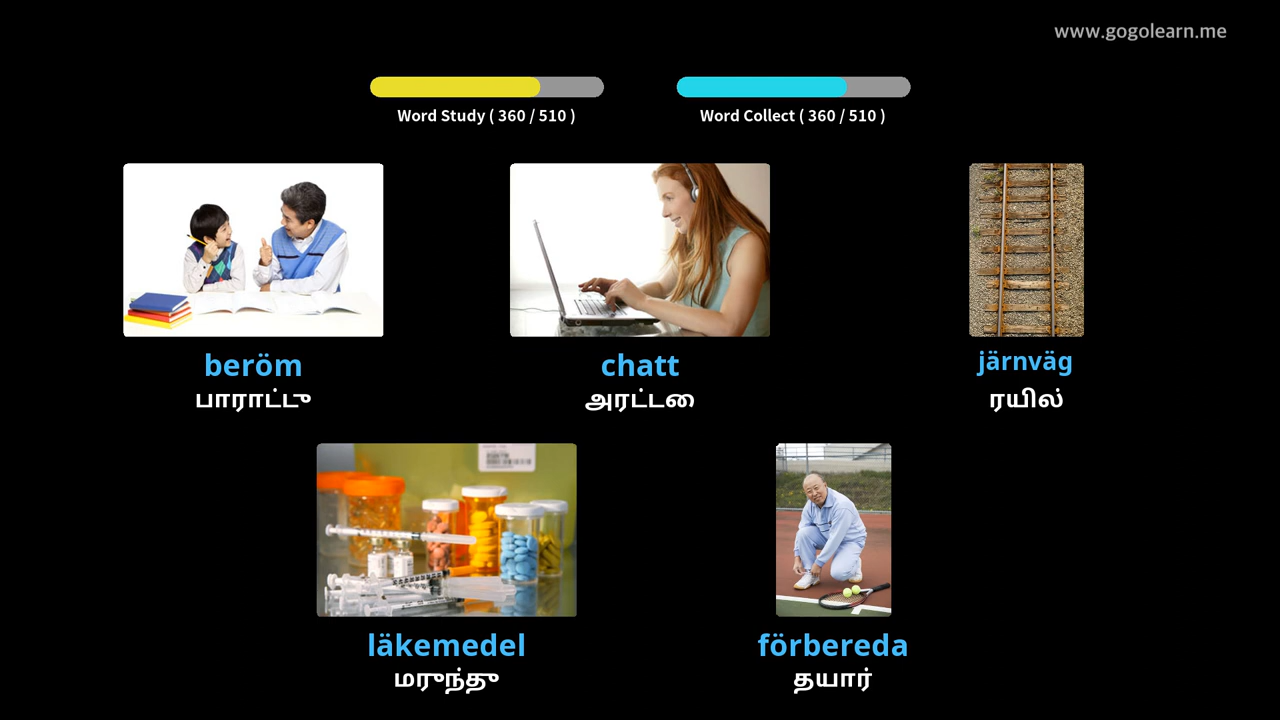 www.gogolearn.me
Word Study ( 360 / 510 )
Word Collect ( 360 / 510 )
beröm
பாராட்டு
chatt
அரட்டை
järnväg
ரயில்
läkemedel
மருந்து
förbereda
தயார்